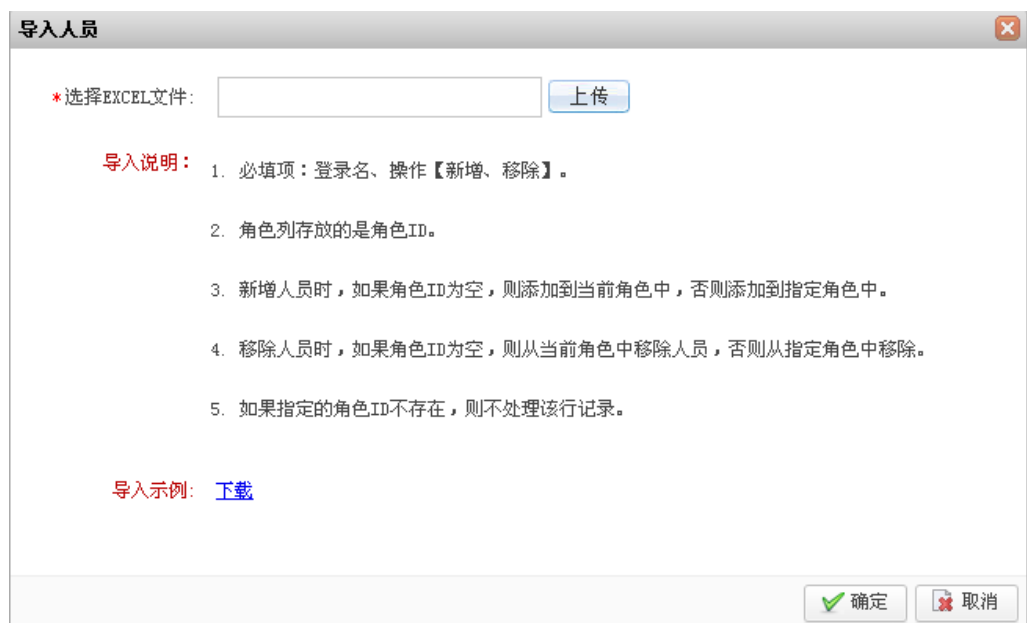 导入人员
*选择EXCEL文件: 上传
导入说明： 1. 必填项：登录名、操作【新增、移除】。
2. 角色列存放的是角色ID。
3. 新增人员时，如果角色ID为空，则添加到当前角色中，否则添加到指定角色中。
4. 移除人员时，如果角色ID为空，则从当前角色中移除人员，否则从指定角色中移除。
5. 如果指定的角色ID不存在，则不处理该行记录。
导入示例: 下载
确定 取消